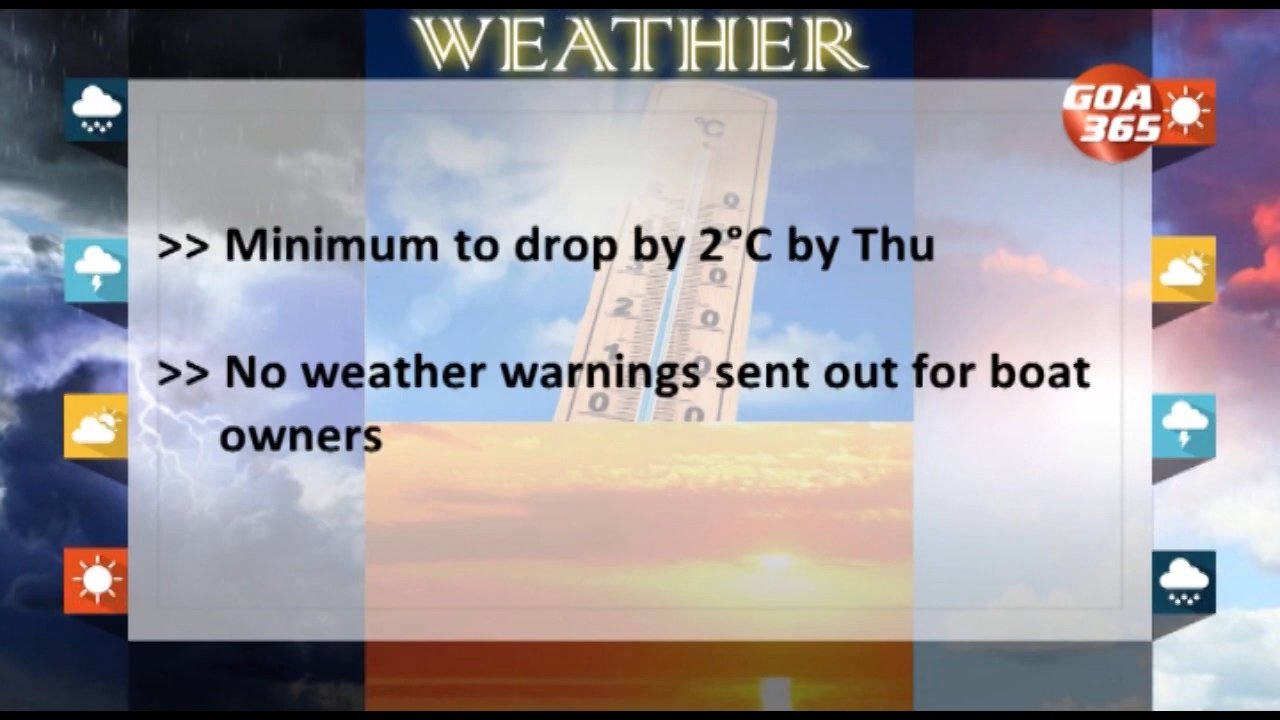 WEATHER
GOA
365
°C
>> Minimum to drop by 2°C by Thu
>> No weather warnings sent out for boat
owners